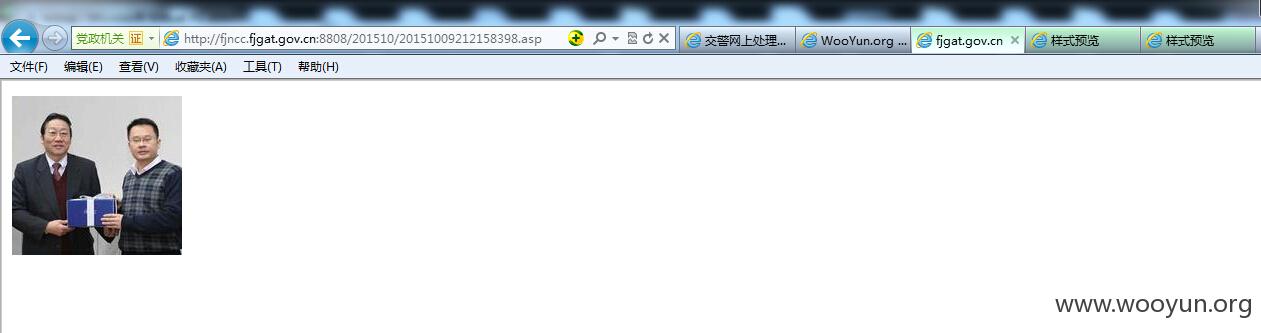 党政机关 证 http://fjncc.fjgat.gov.cn:8808/201510/20151009212158398.asp 交警网上处理... WooYun.org ... fjgat.gov.cn 样式预览 样式预览
文件(F) 编辑(E) 查看(V) 收藏夹(A) 工具(T) 帮助(H)
www.wooyun.org